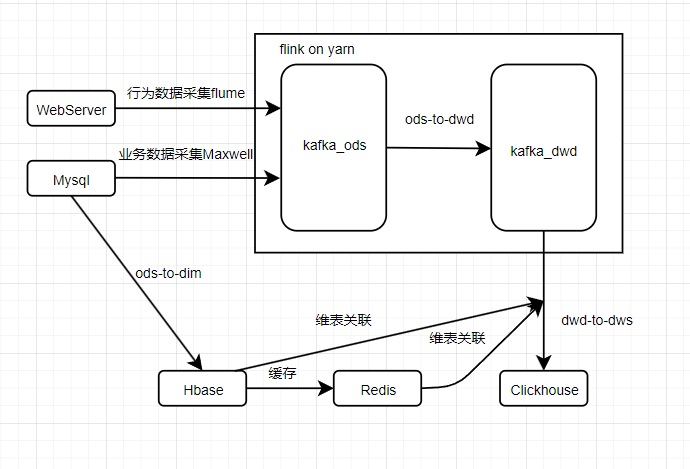 flink on yarn
行为数据采集flume
WebServer
kafka_ods
ods-to-dwd
kafka_dwd
业务数据采集Maxwell
Mysql
ods-to-dim
维表关联
dwd-to-dws
维表关联
缓存
Hbase
Redis
Clickhouse